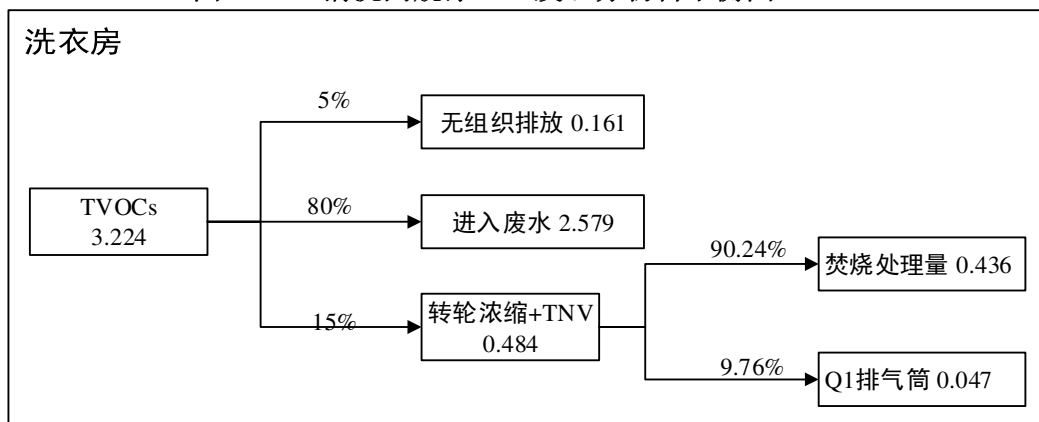 洗衣房
5%
无组织排放 0.161
TVOCs
3.224
80%
进入废水 2.579
90.24%
焚烧处理量 0.436
15%
转轮浓缩+TNV
0.484
9.76%
Q1排气筒 0.047